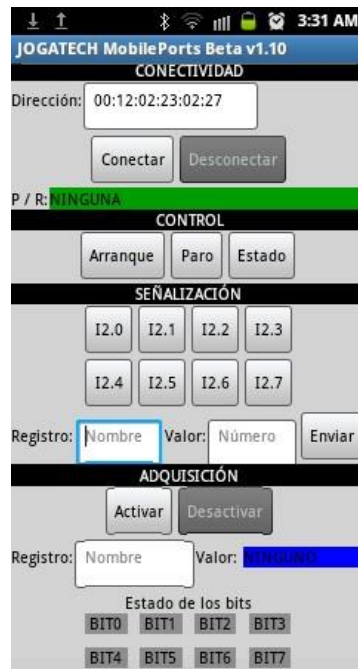 3:31 AM
JOGATECH MobilePorts Beta v1.10
CONECTIVIDAD
Dirección: 00:12:02:23:02:27
Conectar Desconectar
P / R: NINGUNA
CONTROL
Arranque Paro Estado
SEÑALIZACIÓN
I2.0 I2.1 I2.2 I2.3
I2.4 I2.5 I2.6 I2.7
Registro: Nombre Valor: Número Enviar
ADQUISICIÓN
Activar Desactivar
Registro: Nombre Valor: NINGUNO
Estado de los bits
BIT0 BIT1 BIT2 BIT3
BIT4 BIT5 BIT6 BIT7